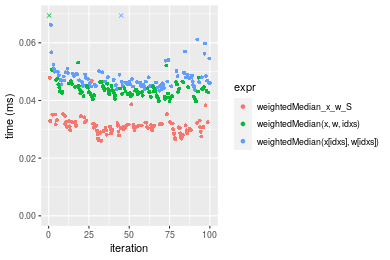 0.06
0.04
0.02
0.00
time (ms)
0
25
50
75
100
iteration
expr
weightedMedian_x_w_S
weightedMedian(x, w, idxs)
weightedMedian(x[idxs], w[idxs])